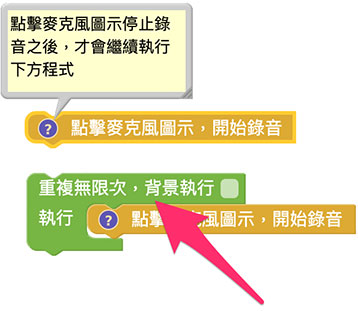 點擊麥克風圖示停止錄
音之後，才會繼續執行
下方程式
? 點擊麥克風圖示，開始錄音
重複無限次，背景執行
執行 ? 點擊 風圖示，開始錄音